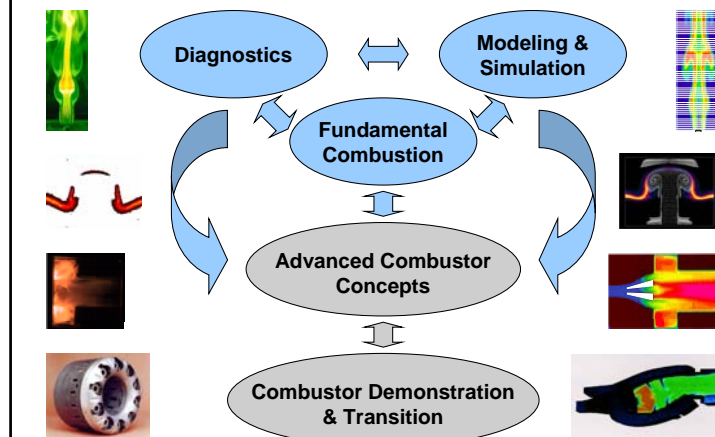 Diagnostics
Modeling &
Simulation
Fundamental
Combustion
Advanced Combustor
Concepts
Combustor Demonstration
& Transition